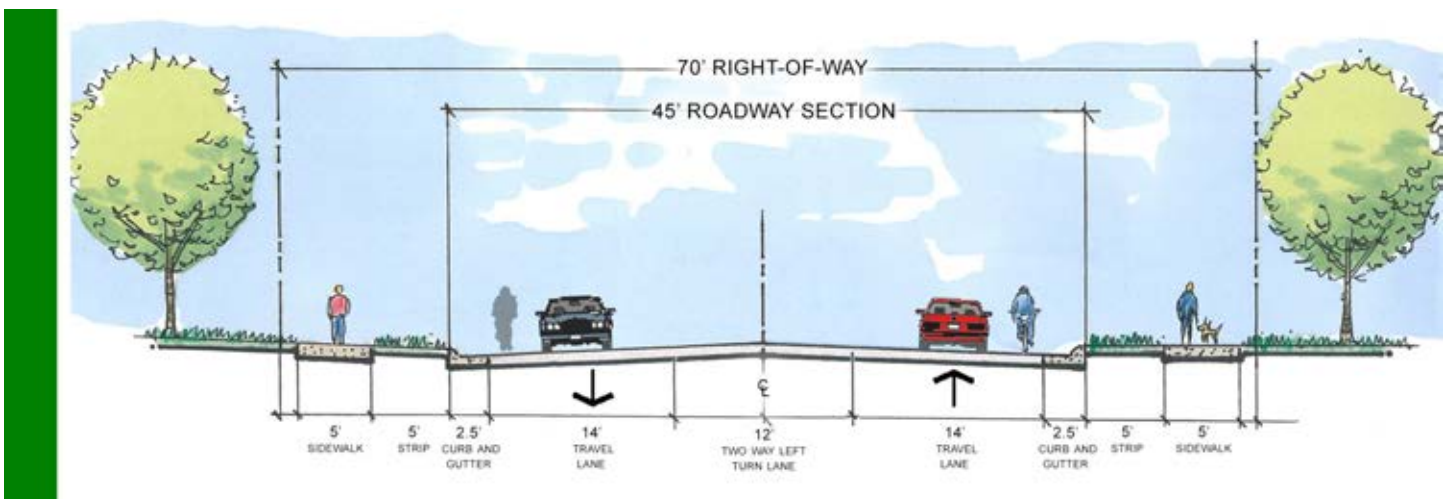 70' RIGHT-OF-WAY
45' ROADWAY SECTION
℄
5'
SIDEWALK
5'
STRIP
2.5'
CURB AND
GUTTER
14'
TRAVEL
LANE
12'
TWO WAY LEFT
TURN LANE
14'
TRAVEL
LANE
2.5'
CURB AND
GUTTER
5'
STRIP
5'
SIDEWALK